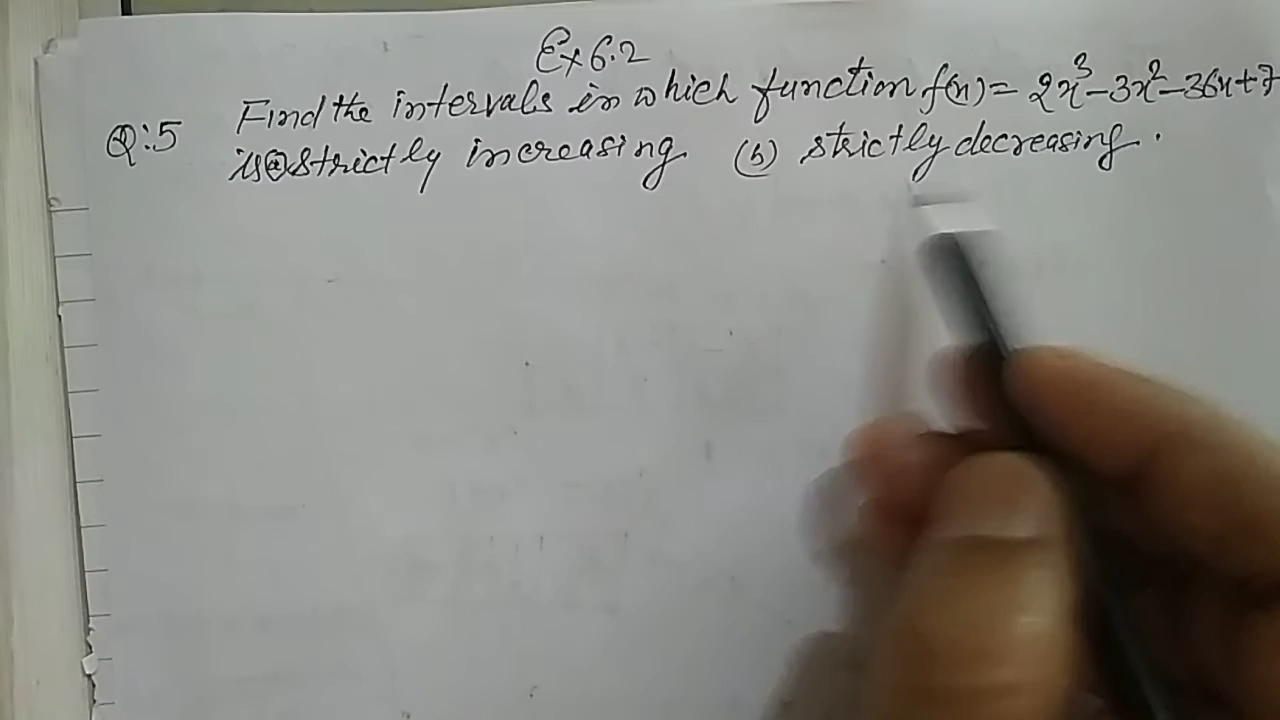 Ex 6.2
Q:5 Find the intervals in which function f(x) = 2x³-3x²-36x+7
is (a) strictly increasing. (b) strictly decreasing.